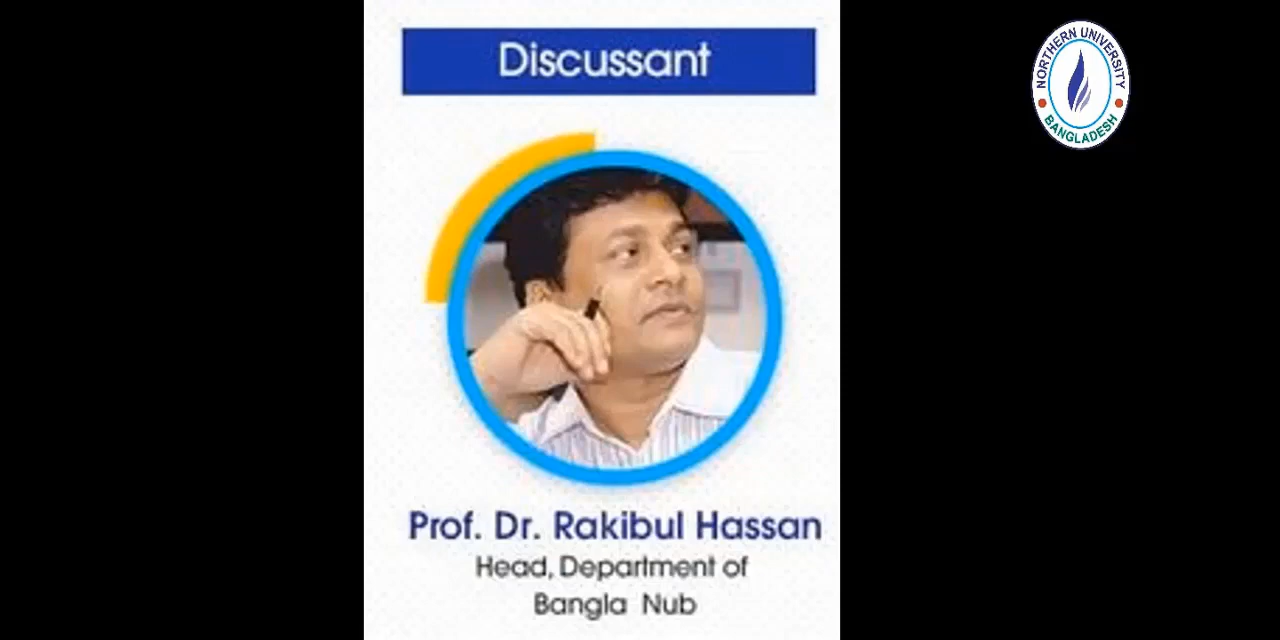 Discussant
NORTHERN UNIVERSITY
BANGLADESH
Prof. Dr. Rakibul Hassan
Head, Department of
Bangla Nub